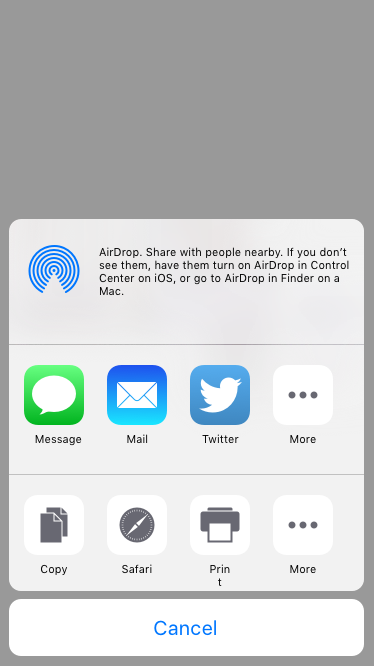 AirDrop. Share with people nearby. If you don't
see them, have them turn on AirDrop in Control
Center on iOS, or go to AirDrop in Finder on a
Mac.
Message Mail Twitter More
Copy Safari Prin More
t
Cancel